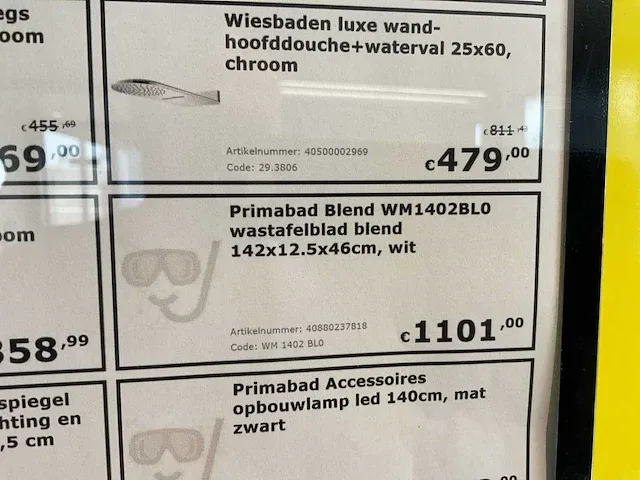 egs
oom
€455,69
69,00
Wiesbaden luxe wand-
hoofddouche+waterval 25x60,
chroom
€811
Artikelnummer: 40500002969
Code: 29.3806
€479,00
oom
358,99
Primabad Blend WM1402BL0
wastafelblad blend
142x12.5x46cm, wit
Artikelnummer: 40880237818
Code: WM 1402 BL0
€1101,00
spiegel
hting en
,5 cm
Primabad Accessoires
opbouwlamp led 140cm, mat
zwart